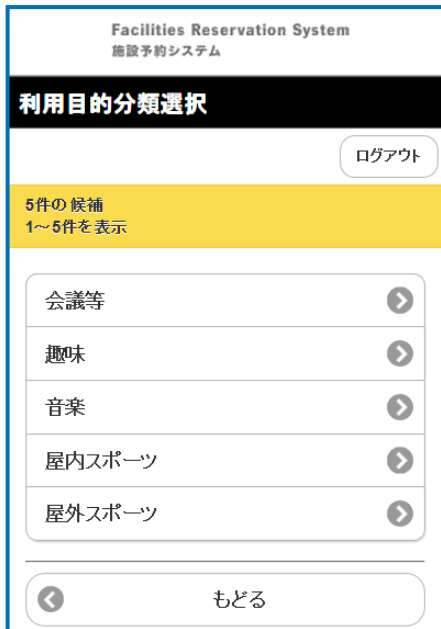 Facilities Reservation System
施設予約システム
利用目的分類選択
ログアウト
5件の候補
1～5件を表示
会議等
趣味
音楽
屋内スポーツ
屋外スポーツ
もどる